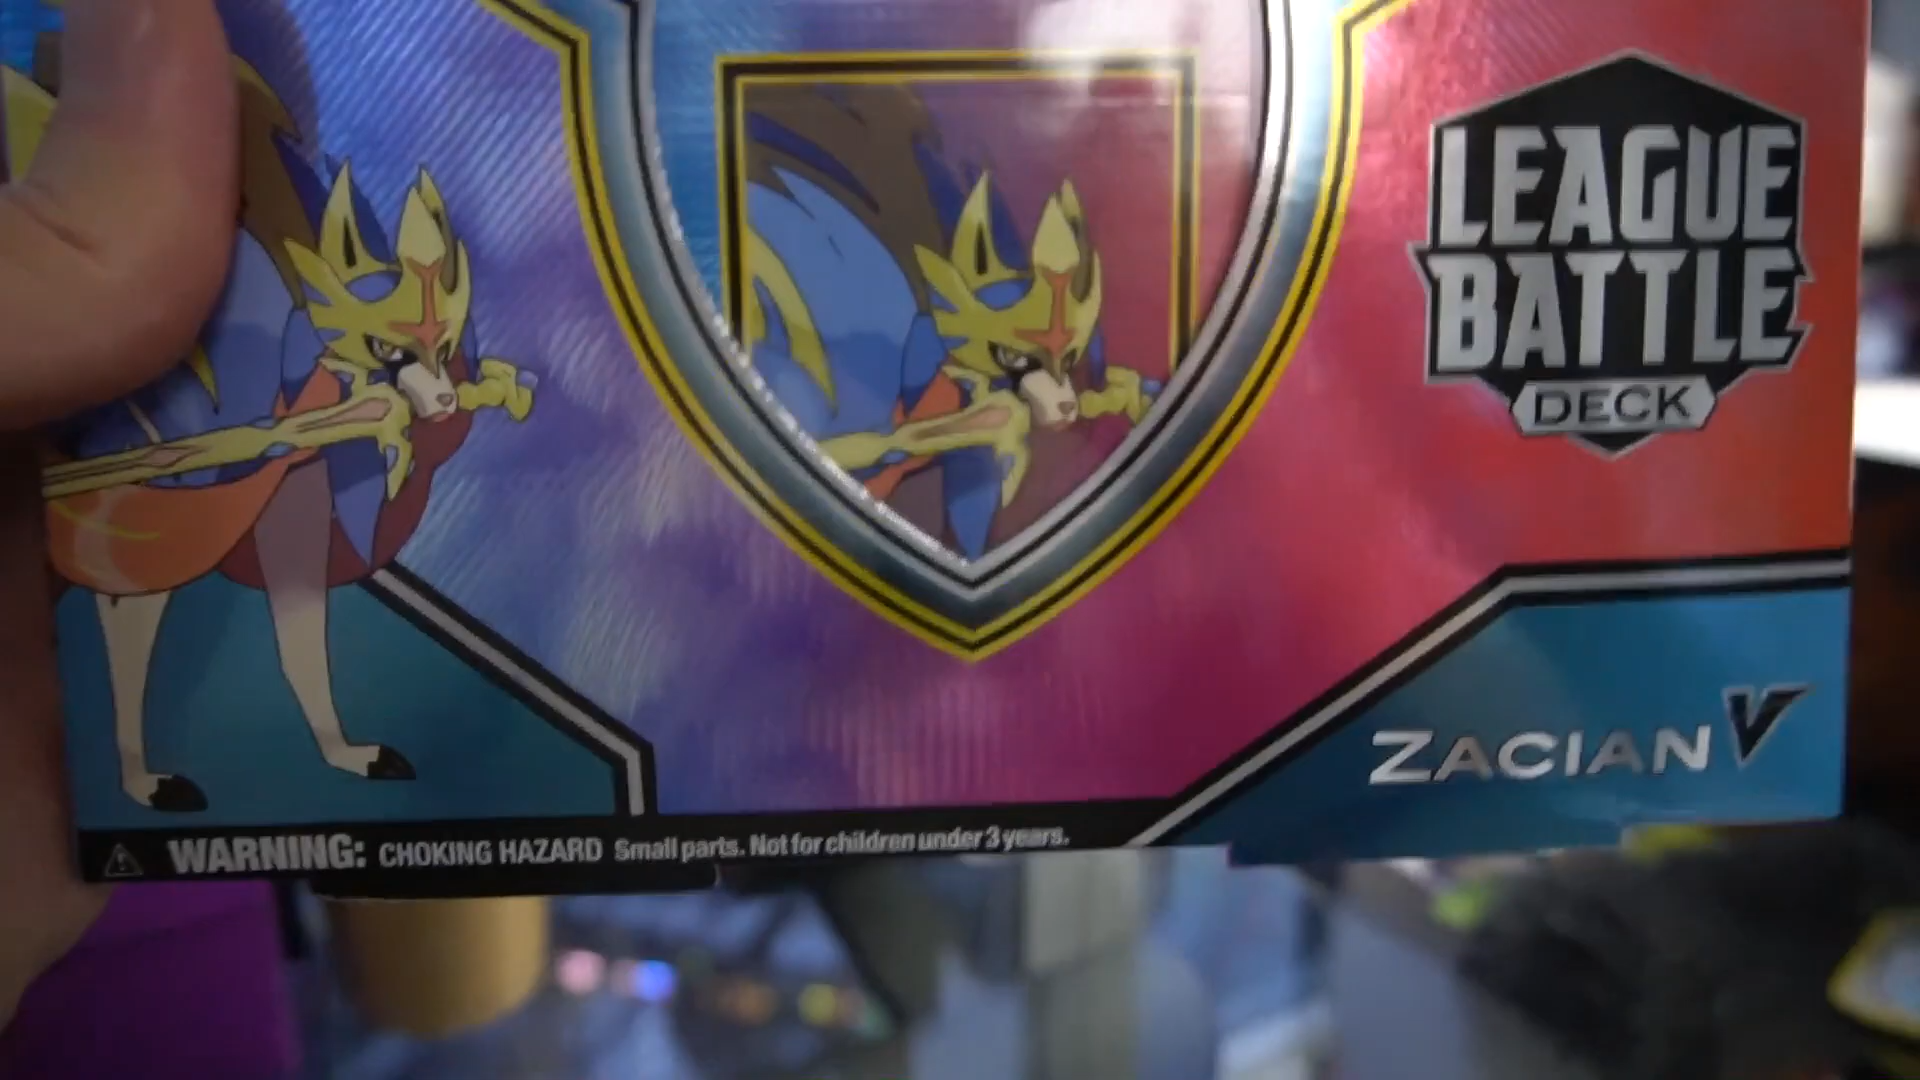 LEAGUE
BATTLE
DECK
ZACIAN V
WARNING: CHOKING HAZARD Small parts. Not for children under 3 years.